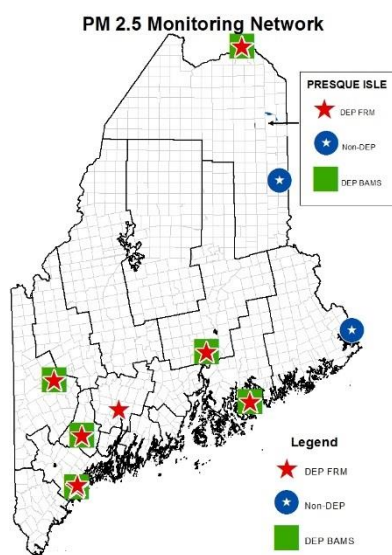 PM 2.5 Monitoring Network
PRESQUE ISLE
DEP FRM
Non-DEP
DEP BAMS
Legend
DEP FRM
Non-DEP
DEP BAMS